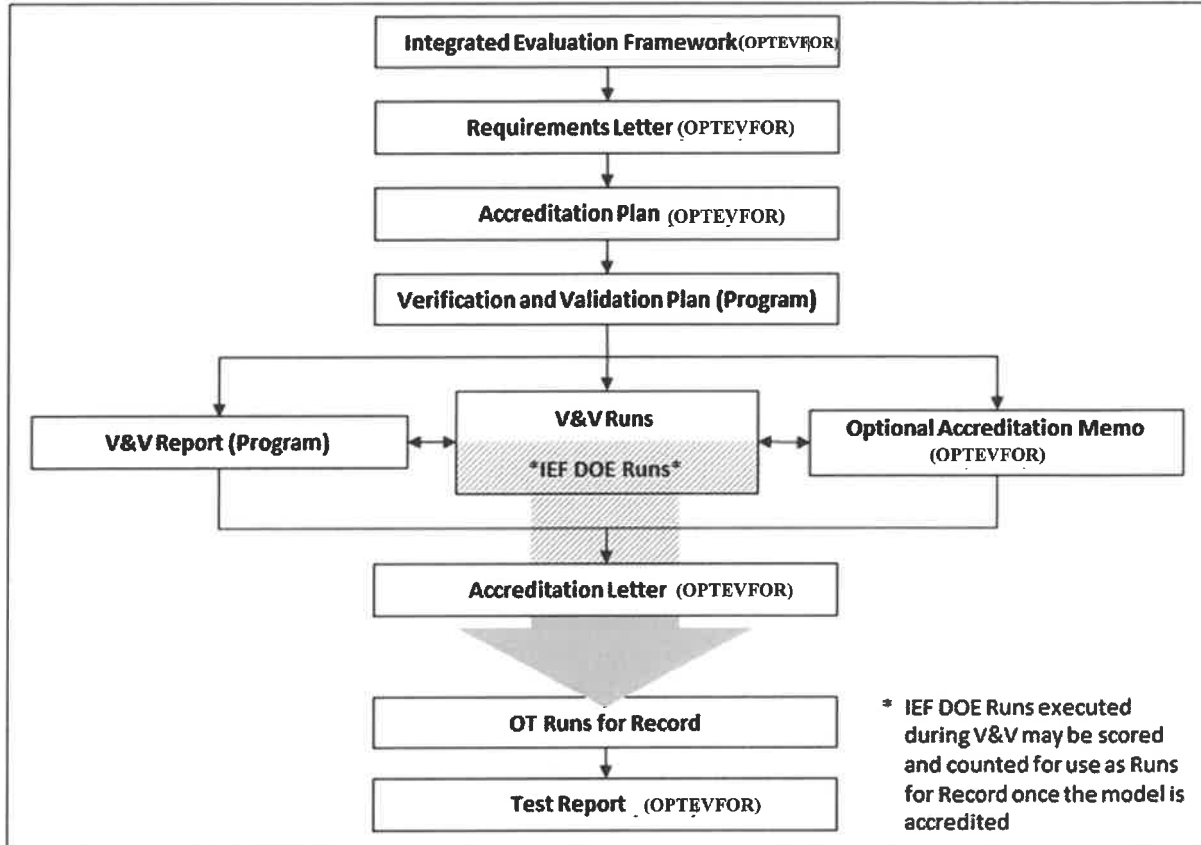 Integrated Evaluation Framework (OPTEVFOR)
Requirements Letter (OPTEVFOR)
Accreditation Plan (OPTEVFOR)
Verification and Validation Plan (Program)
V&V Report (Program)
V&V Runs
*IEF DOE Runs*
Optional Accreditation Memo
(OPTEVFOR)
Accreditation Letter (OPTEVFOR)
OT Runs for Record
Test Report (OPTEVFOR)
* IEF DOE Runs executed
during V&V may be scored
and counted for use as Runs
for Record once the model is
accredited